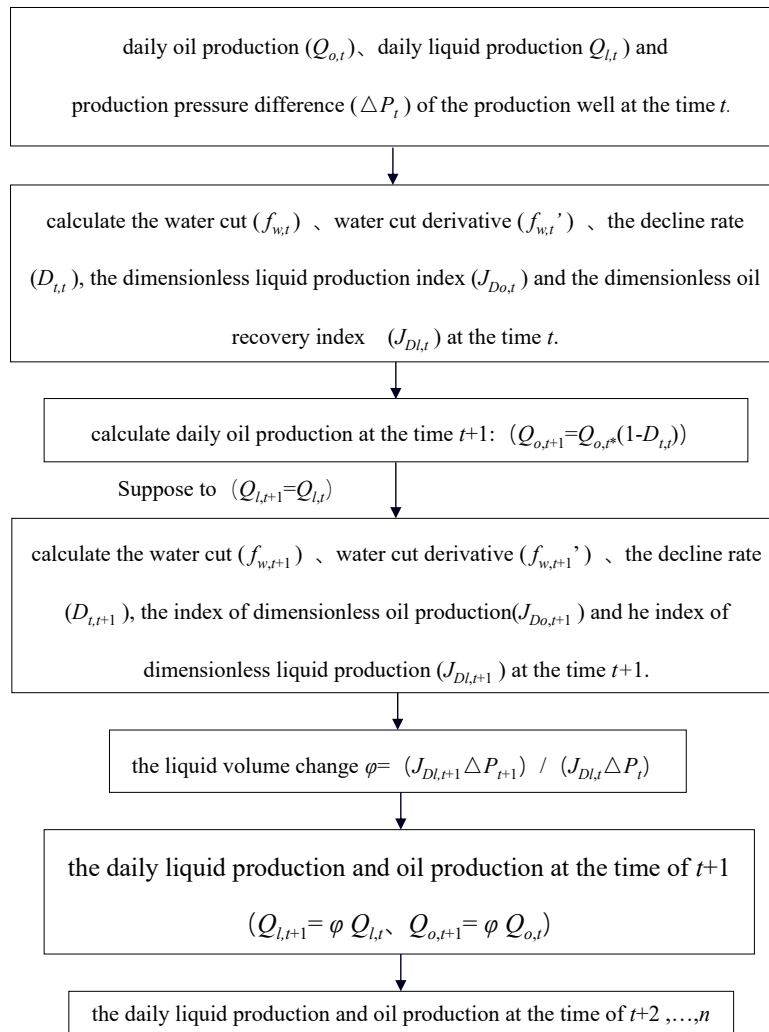 daily oil production (Qo,t)、daily liquid production Ql,t) and
production pressure difference (△Pt) of the production well at the time t.
calculate the water cut (fw,t) 、water cut derivative (fw,t’) 、the decline rate
(Dt,t), the dimensionless liquid production index (JDo,t) and the dimensionless oil
recovery index (JDl,t) at the time t.
calculate daily oil production at the time t+1: (Qo,t+1=Qo,t*(1-Dt,t))
Suppose to (Ql,t+1=Ql,t)
calculate the water cut (fw,t+1) 、water cut derivative (fw,t+1’) 、the decline rate
(Dt,t+1), the index of dimensionless oil production(JDo,t+1) and he index of
dimensionless liquid production (JDl,t+1) at the time t+1.
the liquid volume change φ= (JDl,t+1△Pt+1) / (JDl,t△Pt)
the daily liquid production and oil production at the time of t+1
(Ql,t+1= φ Ql,t、Qo,t+1= φ Qo,t)
the daily liquid production and oil production at the time of t+2 ,…,n